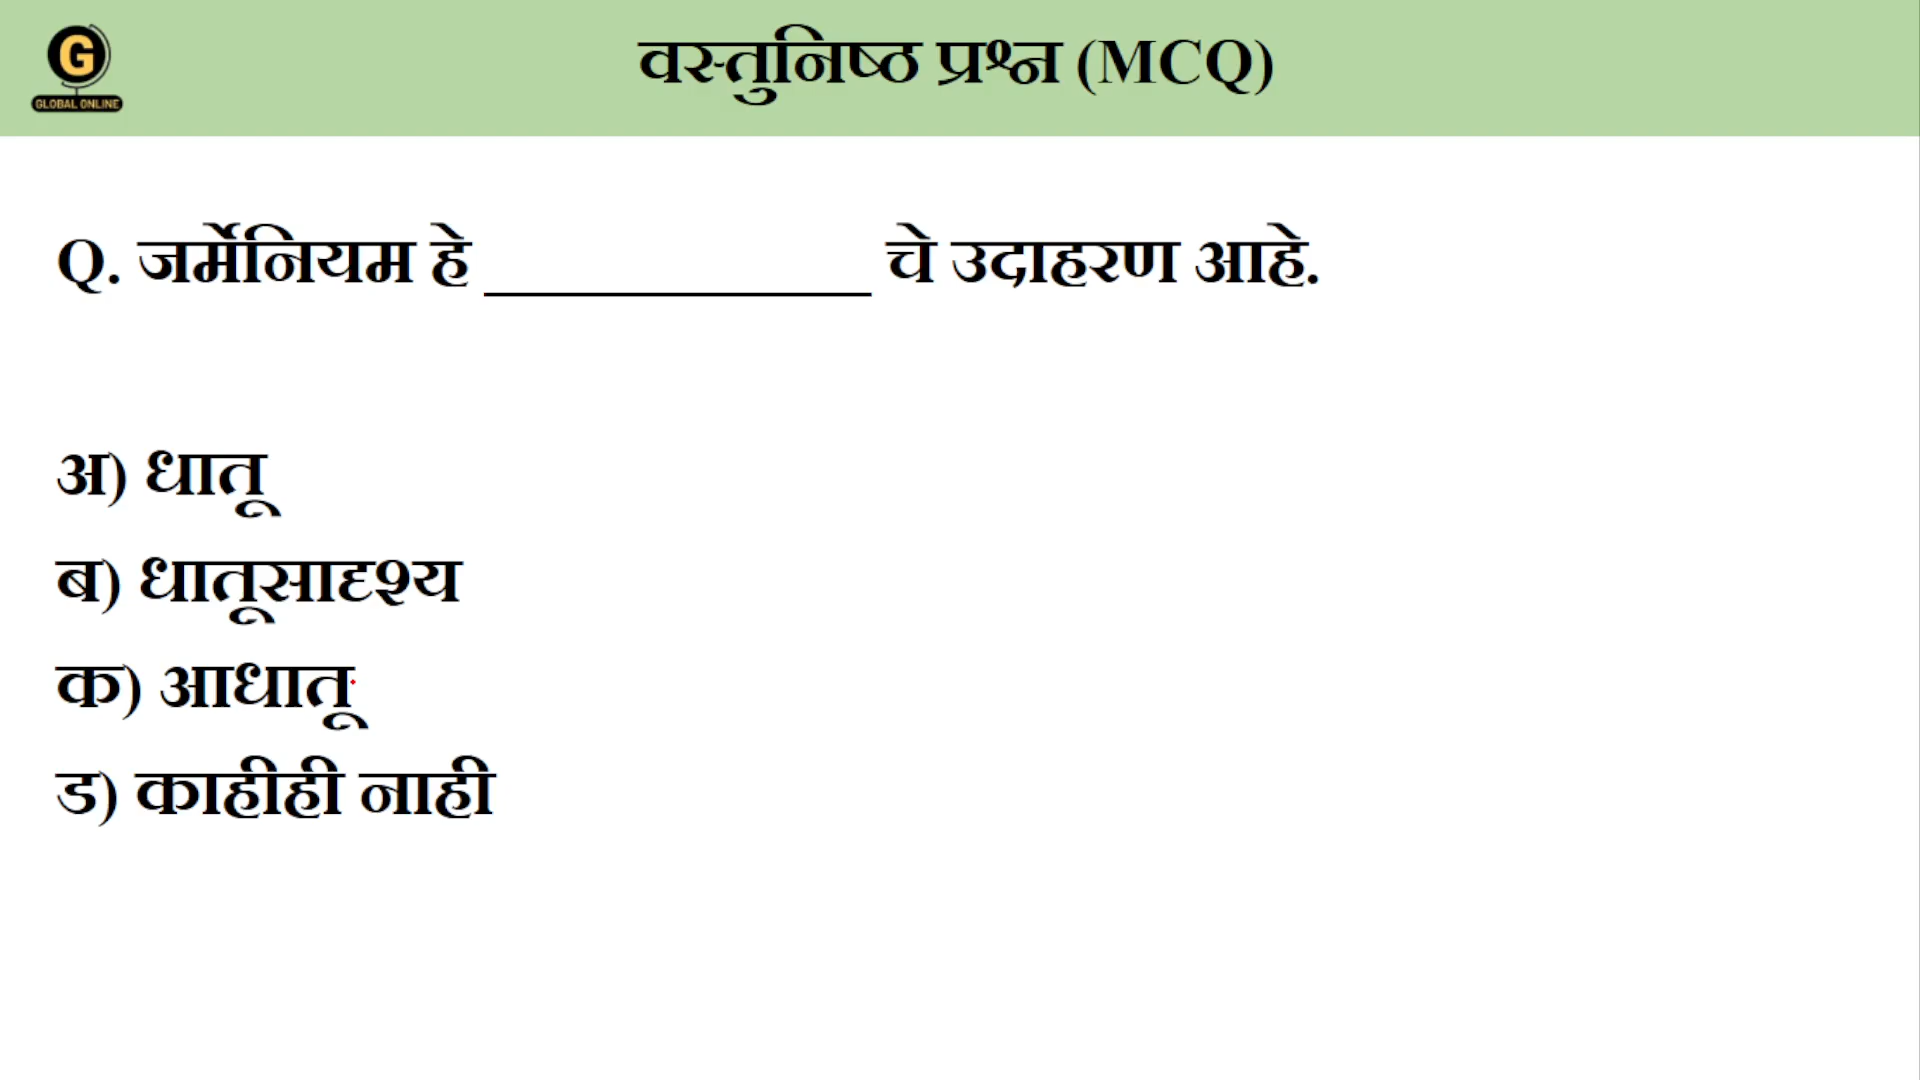 G
GLOBAL ONLINE
वस्तुनिष्ठ प्रश्न (MCQ)
Q. जर्मेनियम हे ____________ चे उदाहरण आहे.
अ) धातू
ब) धातूसादृश्य
क) आधातू
ड) काहीही नाही